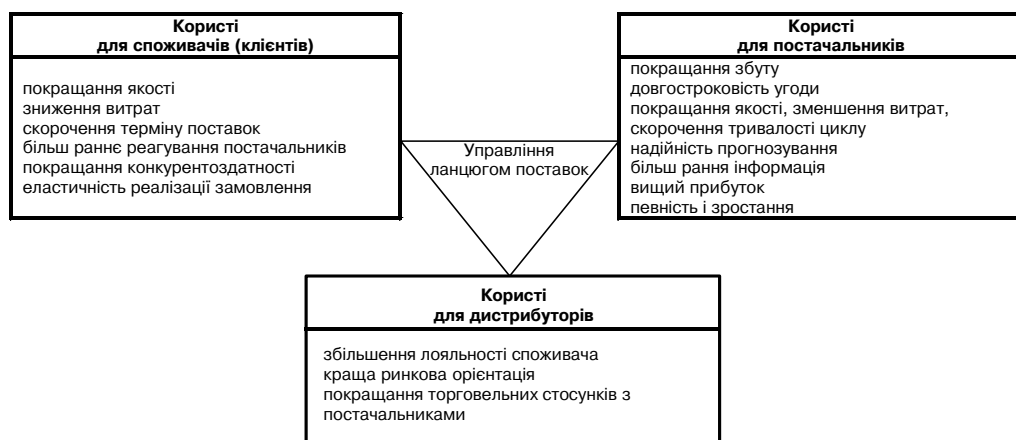 Користі
для споживачів (клієнтів)
покращання якості
зниження витрат
скорочення терміну поставок
більш раннє реагування постачальників
покращання конкурентоздатності
еластичність реалізації замовлення
Користі
для постачальників
покращання збуту
довгостроковість угоди
покращання якості, зменшення витрат,
скорочення тривалості циклу
надійність прогнозування
більш рання інформація
вищий прибуток
певність і зростання
Управління
ланцюгом поставок
Користі
для дистрибуторів
збільшення лояльності споживача
краща ринкова орієнтація
покращання торговельних стосунків з
постачальниками